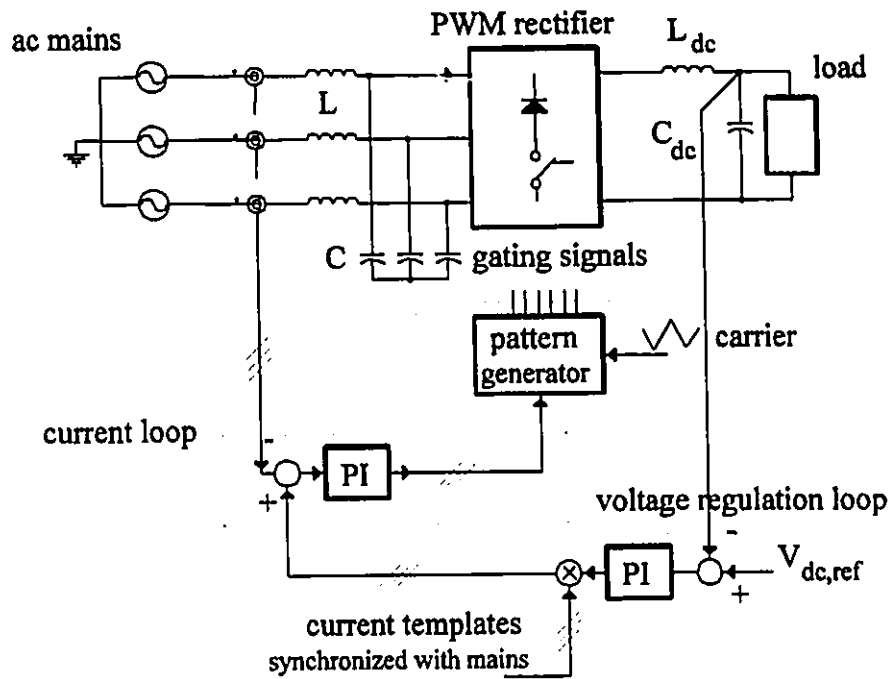 PWM rectifier
ac mains
L dc
load
L
C dc
C
gating signals
pattern
generator
carrier
current loop
-
PI
+
voltage regulation loop
-
PI
V dc,ref
+
current templates
synchronized with mains